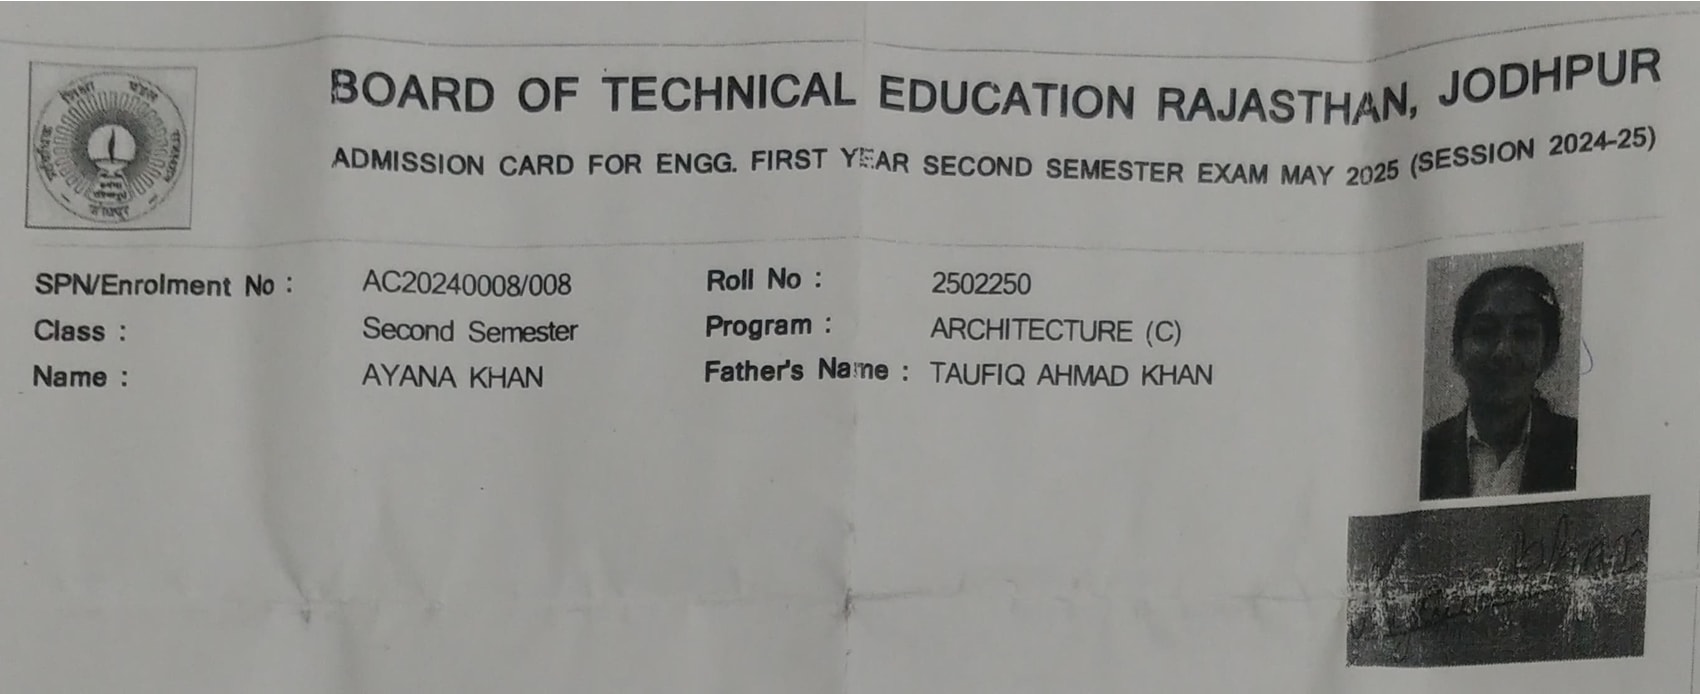 BOARD OF TECHNICAL EDUCATION RAJASTHAN, JODHPUR
ADMISSION CARD FOR ENGG. FIRST YEAR SECOND SEMESTER EXAM MAY 2025 (SESSION 2024-25)
SPN/Enrolment No : AC20240008/008 Roll No : 2502250
Class : Second Semester Program : ARCHITECTURE (C)
Name : AYANA KHAN Father's Name : TAUFIQ AHMAD KHAN
जोधपुर
Khan